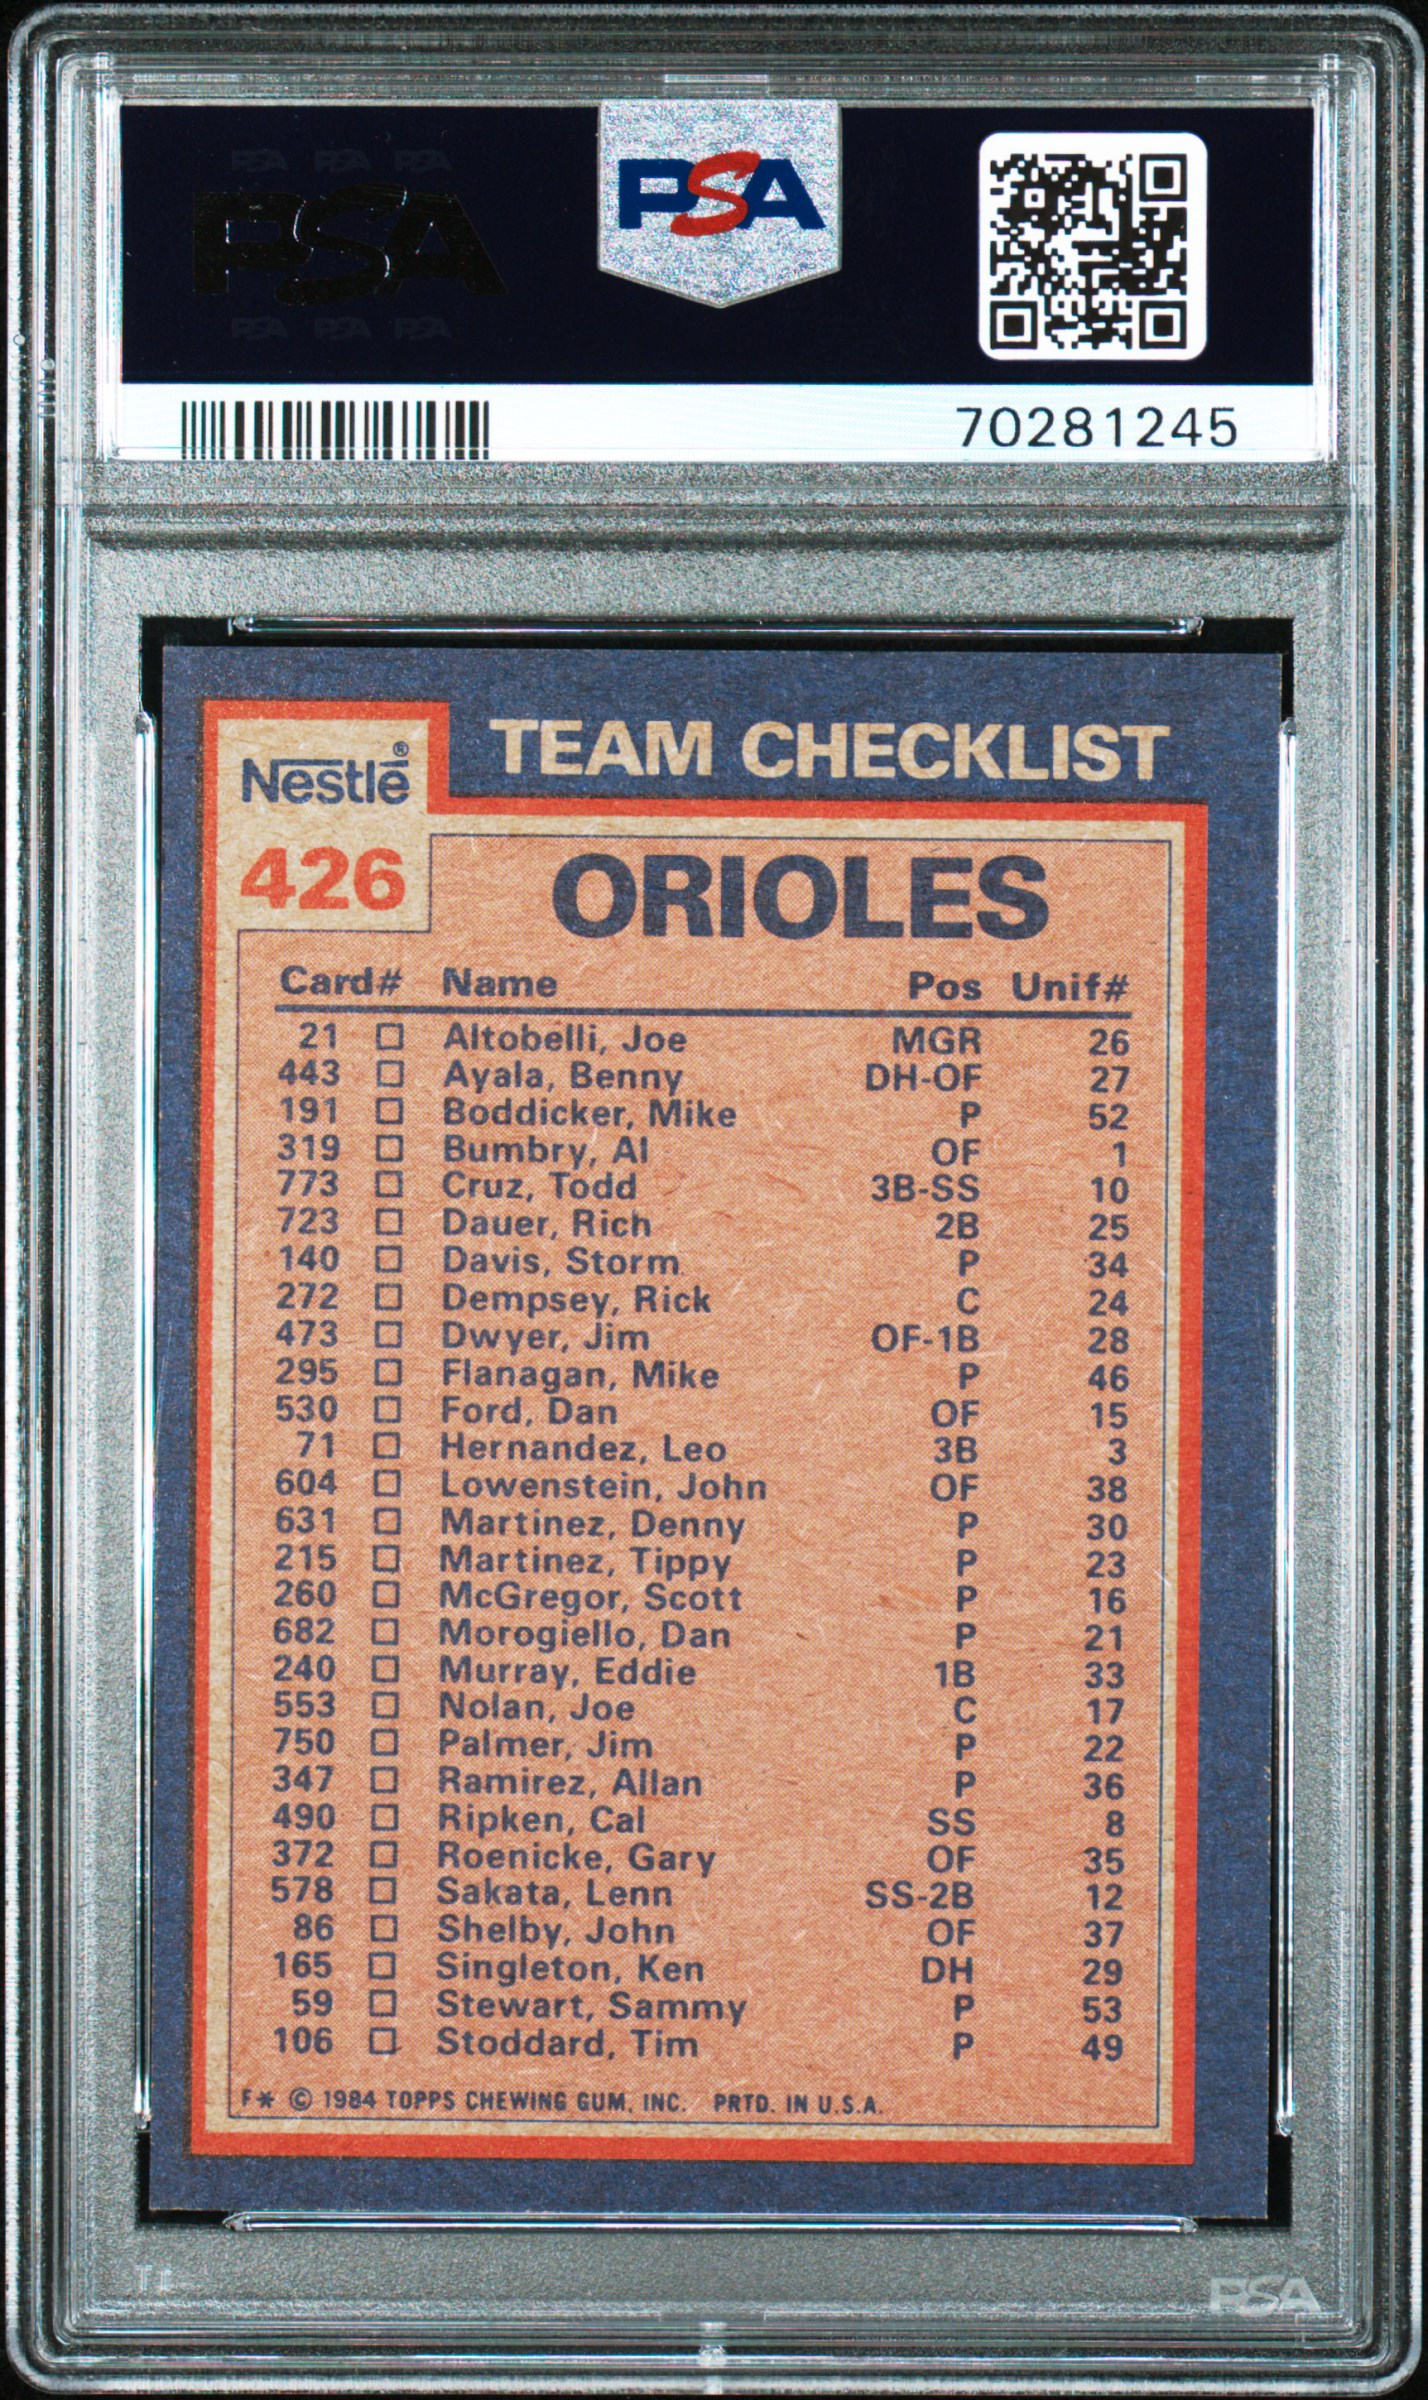 PSA PSA PSA
PSA
PSA PSA PSA
PSA
70281245
Nestlé®
TEAM CHECKLIST
426
ORIOLES
Card# Name Pos Unif#
21 □ Altobelli, Joe MGR 26
443 □ Ayala, Benny DH-OF 27
191 □ Boddicker, Mike P 52
319 □ Bumbry, Al OF 1
773 □ Cruz, Todd 3B-SS 10
723 □ Dauer, Rich 2B 25
140 □ Davis, Storm P 34
272 □ Dempsey, Rick C 24
473 □ Dwyer, Jim OF-1B 28
295 □ Flanagan, Mike P 46
530 □ Ford, Dan OF 15
71 □ Hernandez, Leo 3B 3
604 □ Lowenstein, John OF 38
631 □ Martinez, Denny P 30
215 □ Martinez, Tippy P 23
260 □ McGregor, Scott P 16
682 □ Morogiello, Dan P 21
240 □ Murray, Eddie 1B 33
553 □ Nolan, Joe C 17
750 □ Palmer, Jim P 22
347 □ Ramirez, Allan P 36
490 □ Ripken, Cal SS 8
372 □ Roenicke, Gary OF 35
578 □ Sakata, Lenn SS-2B 12
86 □ Shelby, John OF 37
165 □ Singleton, Ken DH 29
59 □ Stewart, Sammy P 53
106 □ Stoddard, Tim P 49
F* © 1984 TOPPS CHEWING GUM, INC. PRTD. IN U.S.A.
PSA